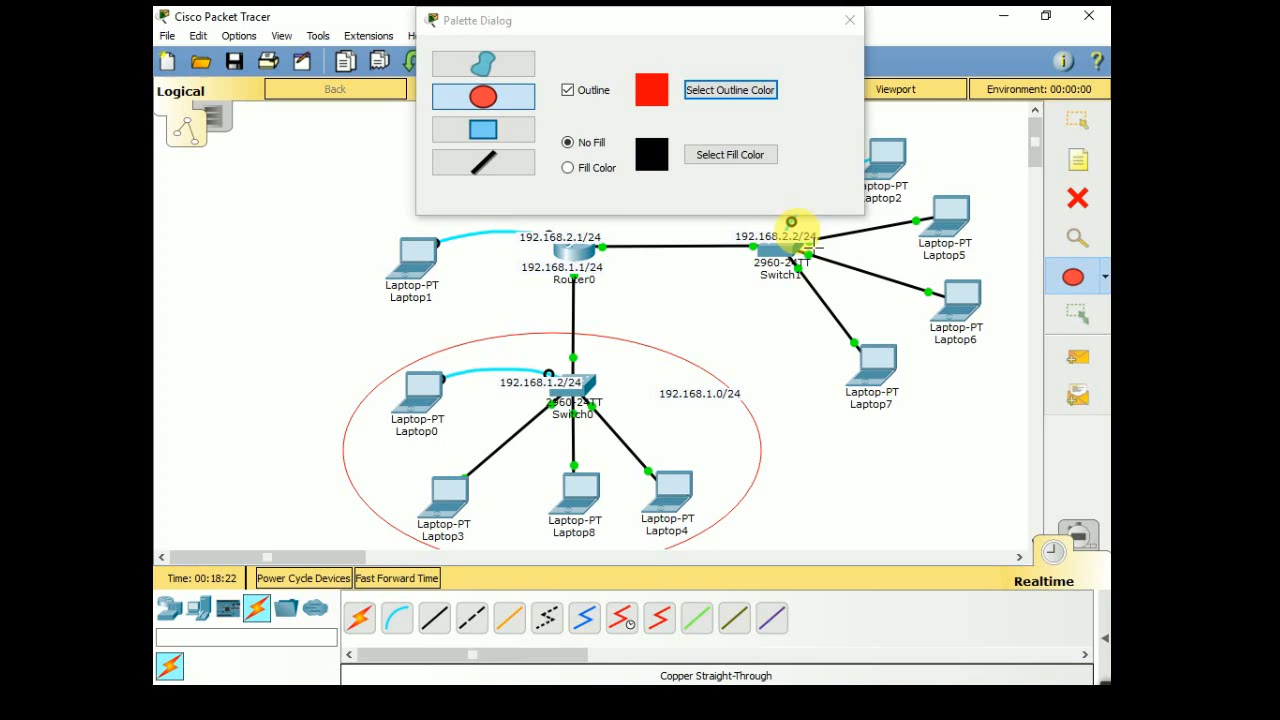 Cisco Packet Tracer
Palette Dialog
File Edit Options View Tools Extensions H
Logical
Back
Viewport
Environment: 00:00:00
Outline
Select Outline Color
No Fill
Select Fill Color
Fill Color
Laptop-PT
Laptop2
192.168.2.1/24
192.168.2.2/24
Laptop-PT
Laptop5
192.168.1.1/24
Router0
2960-24TT
Switch1
Laptop-PT
Laptop1
Laptop-PT
Laptop6
192.168.1.2/24
192.168.1.0/24
2960-24TT
Switch0
Laptop-PT
Laptop7
Laptop-PT
Laptop0
Laptop-PT
Laptop3
Laptop-PT
Laptop8
Laptop-PT
Laptop4
Time: 00:18:22
Power Cycle Devices
Fast Forward Time
Realtime
Copper Straight-Through